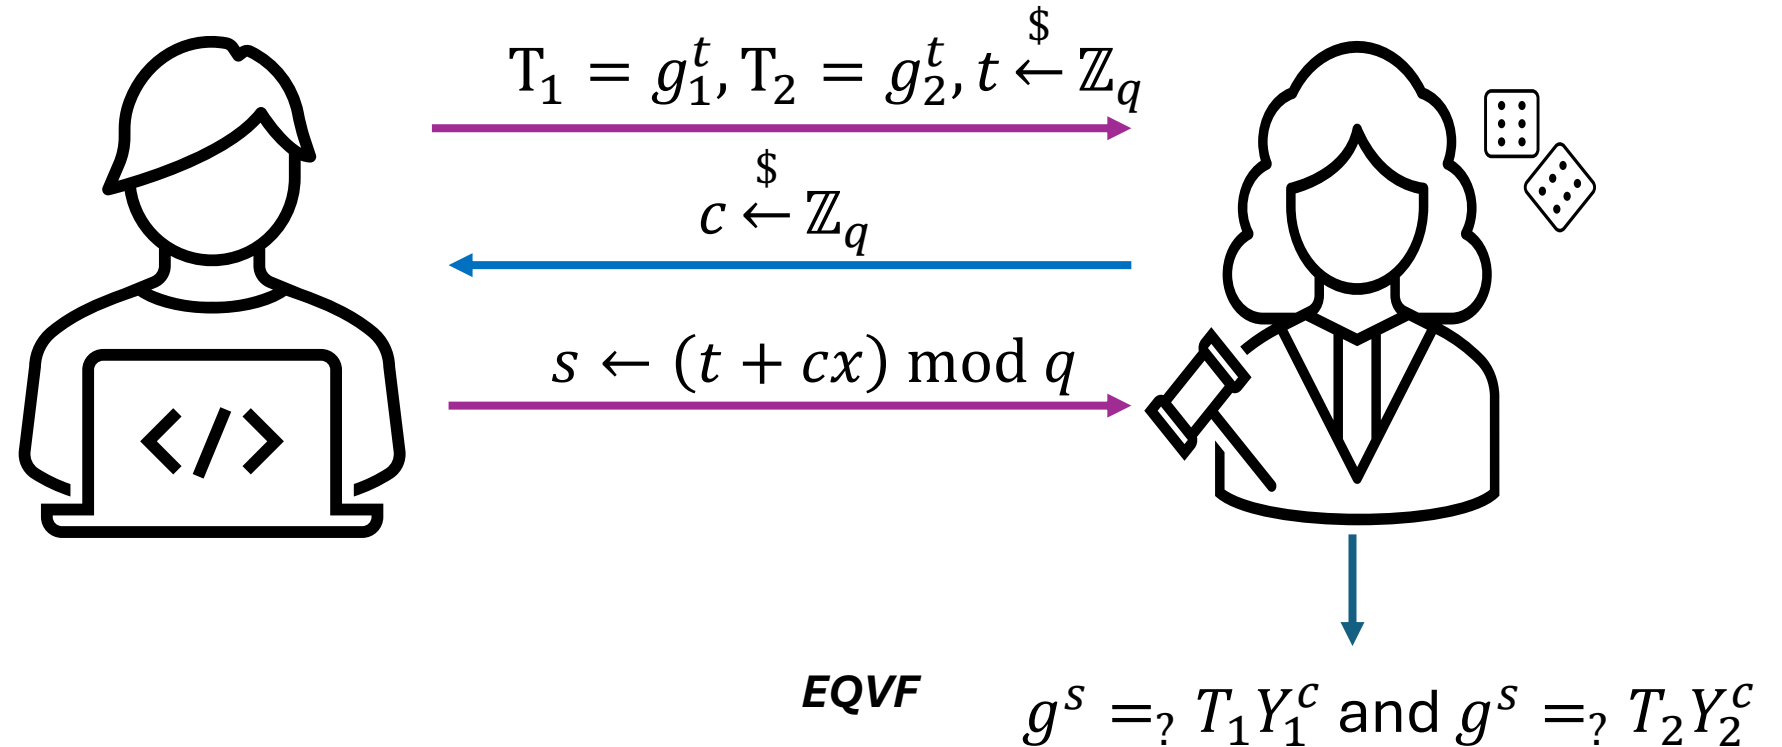 T₁ = g₁ᵗ, T₂ = g₂ᵗ, t ←$ ℤ_q
c ←$ ℤ_q
s ← (t + cx) mod q
</>
EQVF
gˢ =? T₁Y₁ᶜ and gˢ =? T₂Y₂ᶜ